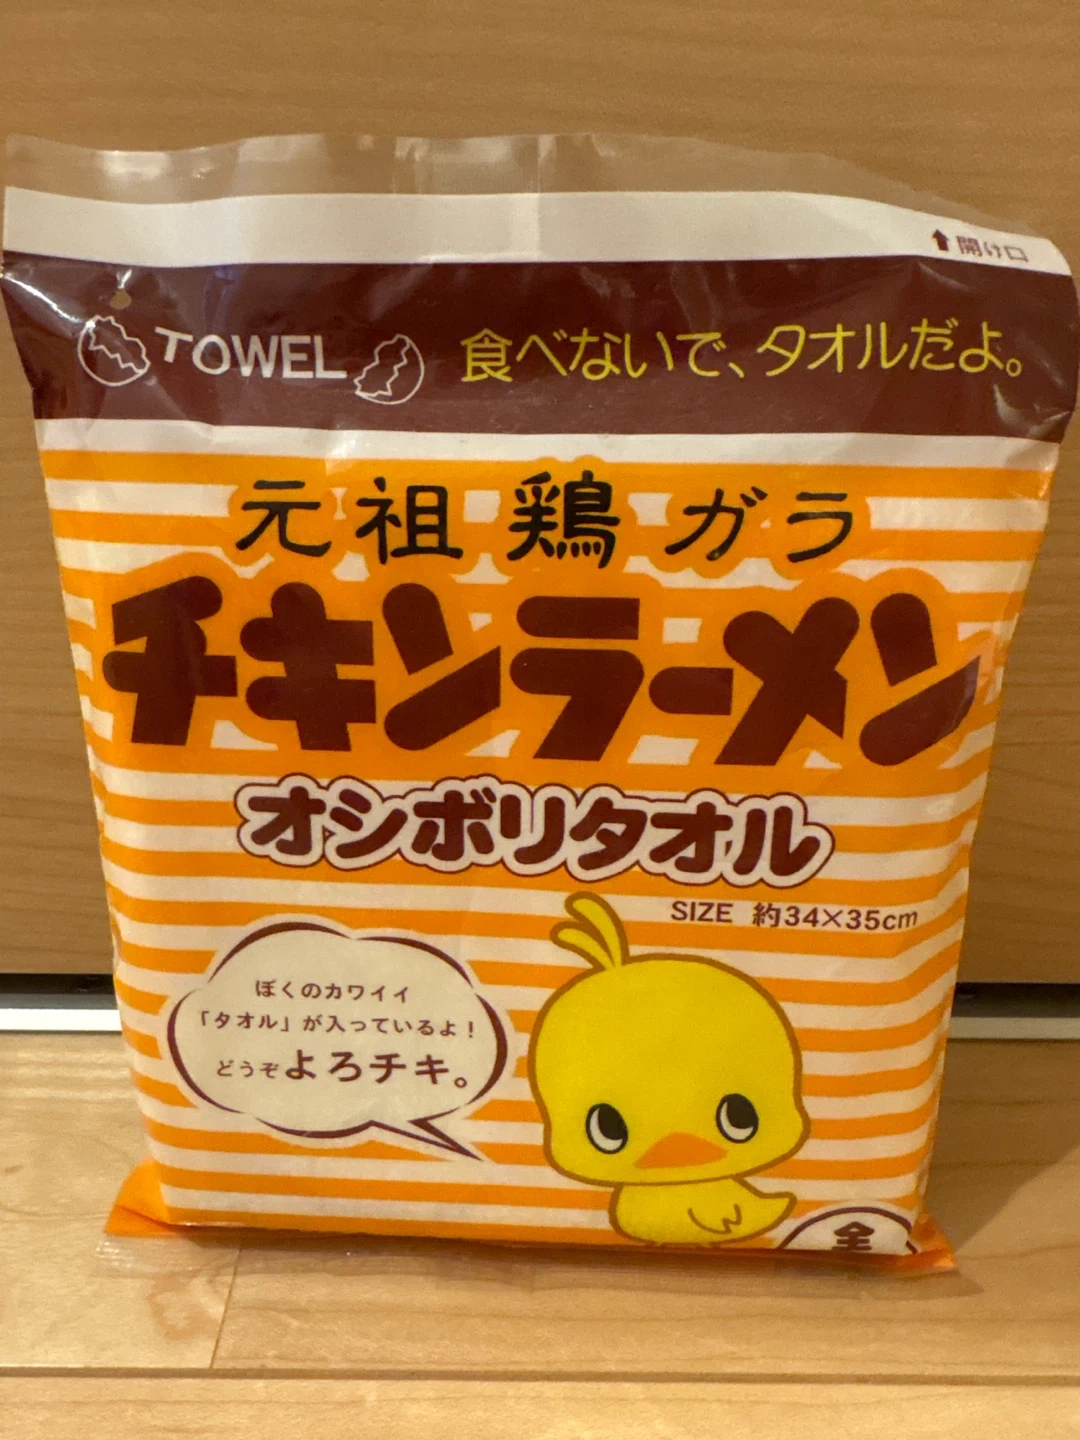 開け口
TOWEL
食べないで、タオルだよ。
元祖鶏ガラ
チキンラーメン
オシボリタオル
SIZE 約34×35cm
ぼくのカワイイ
「タオル」が入っているよ！
どうぞよろチキ。
全